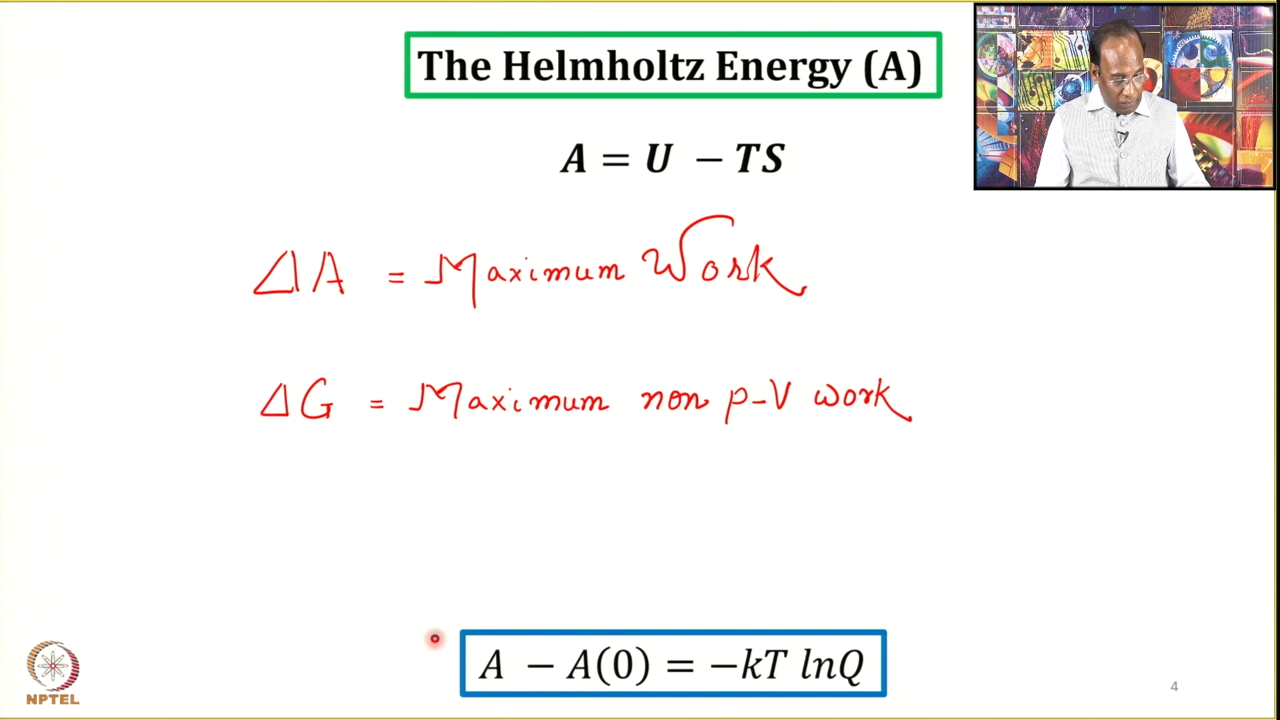 The Helmholtz Energy (A)
A = U − TS
ΔA = Maximum Work
ΔG = Maximum non p-V work
A − A(0) = −kT lnQ
NPTEL
4